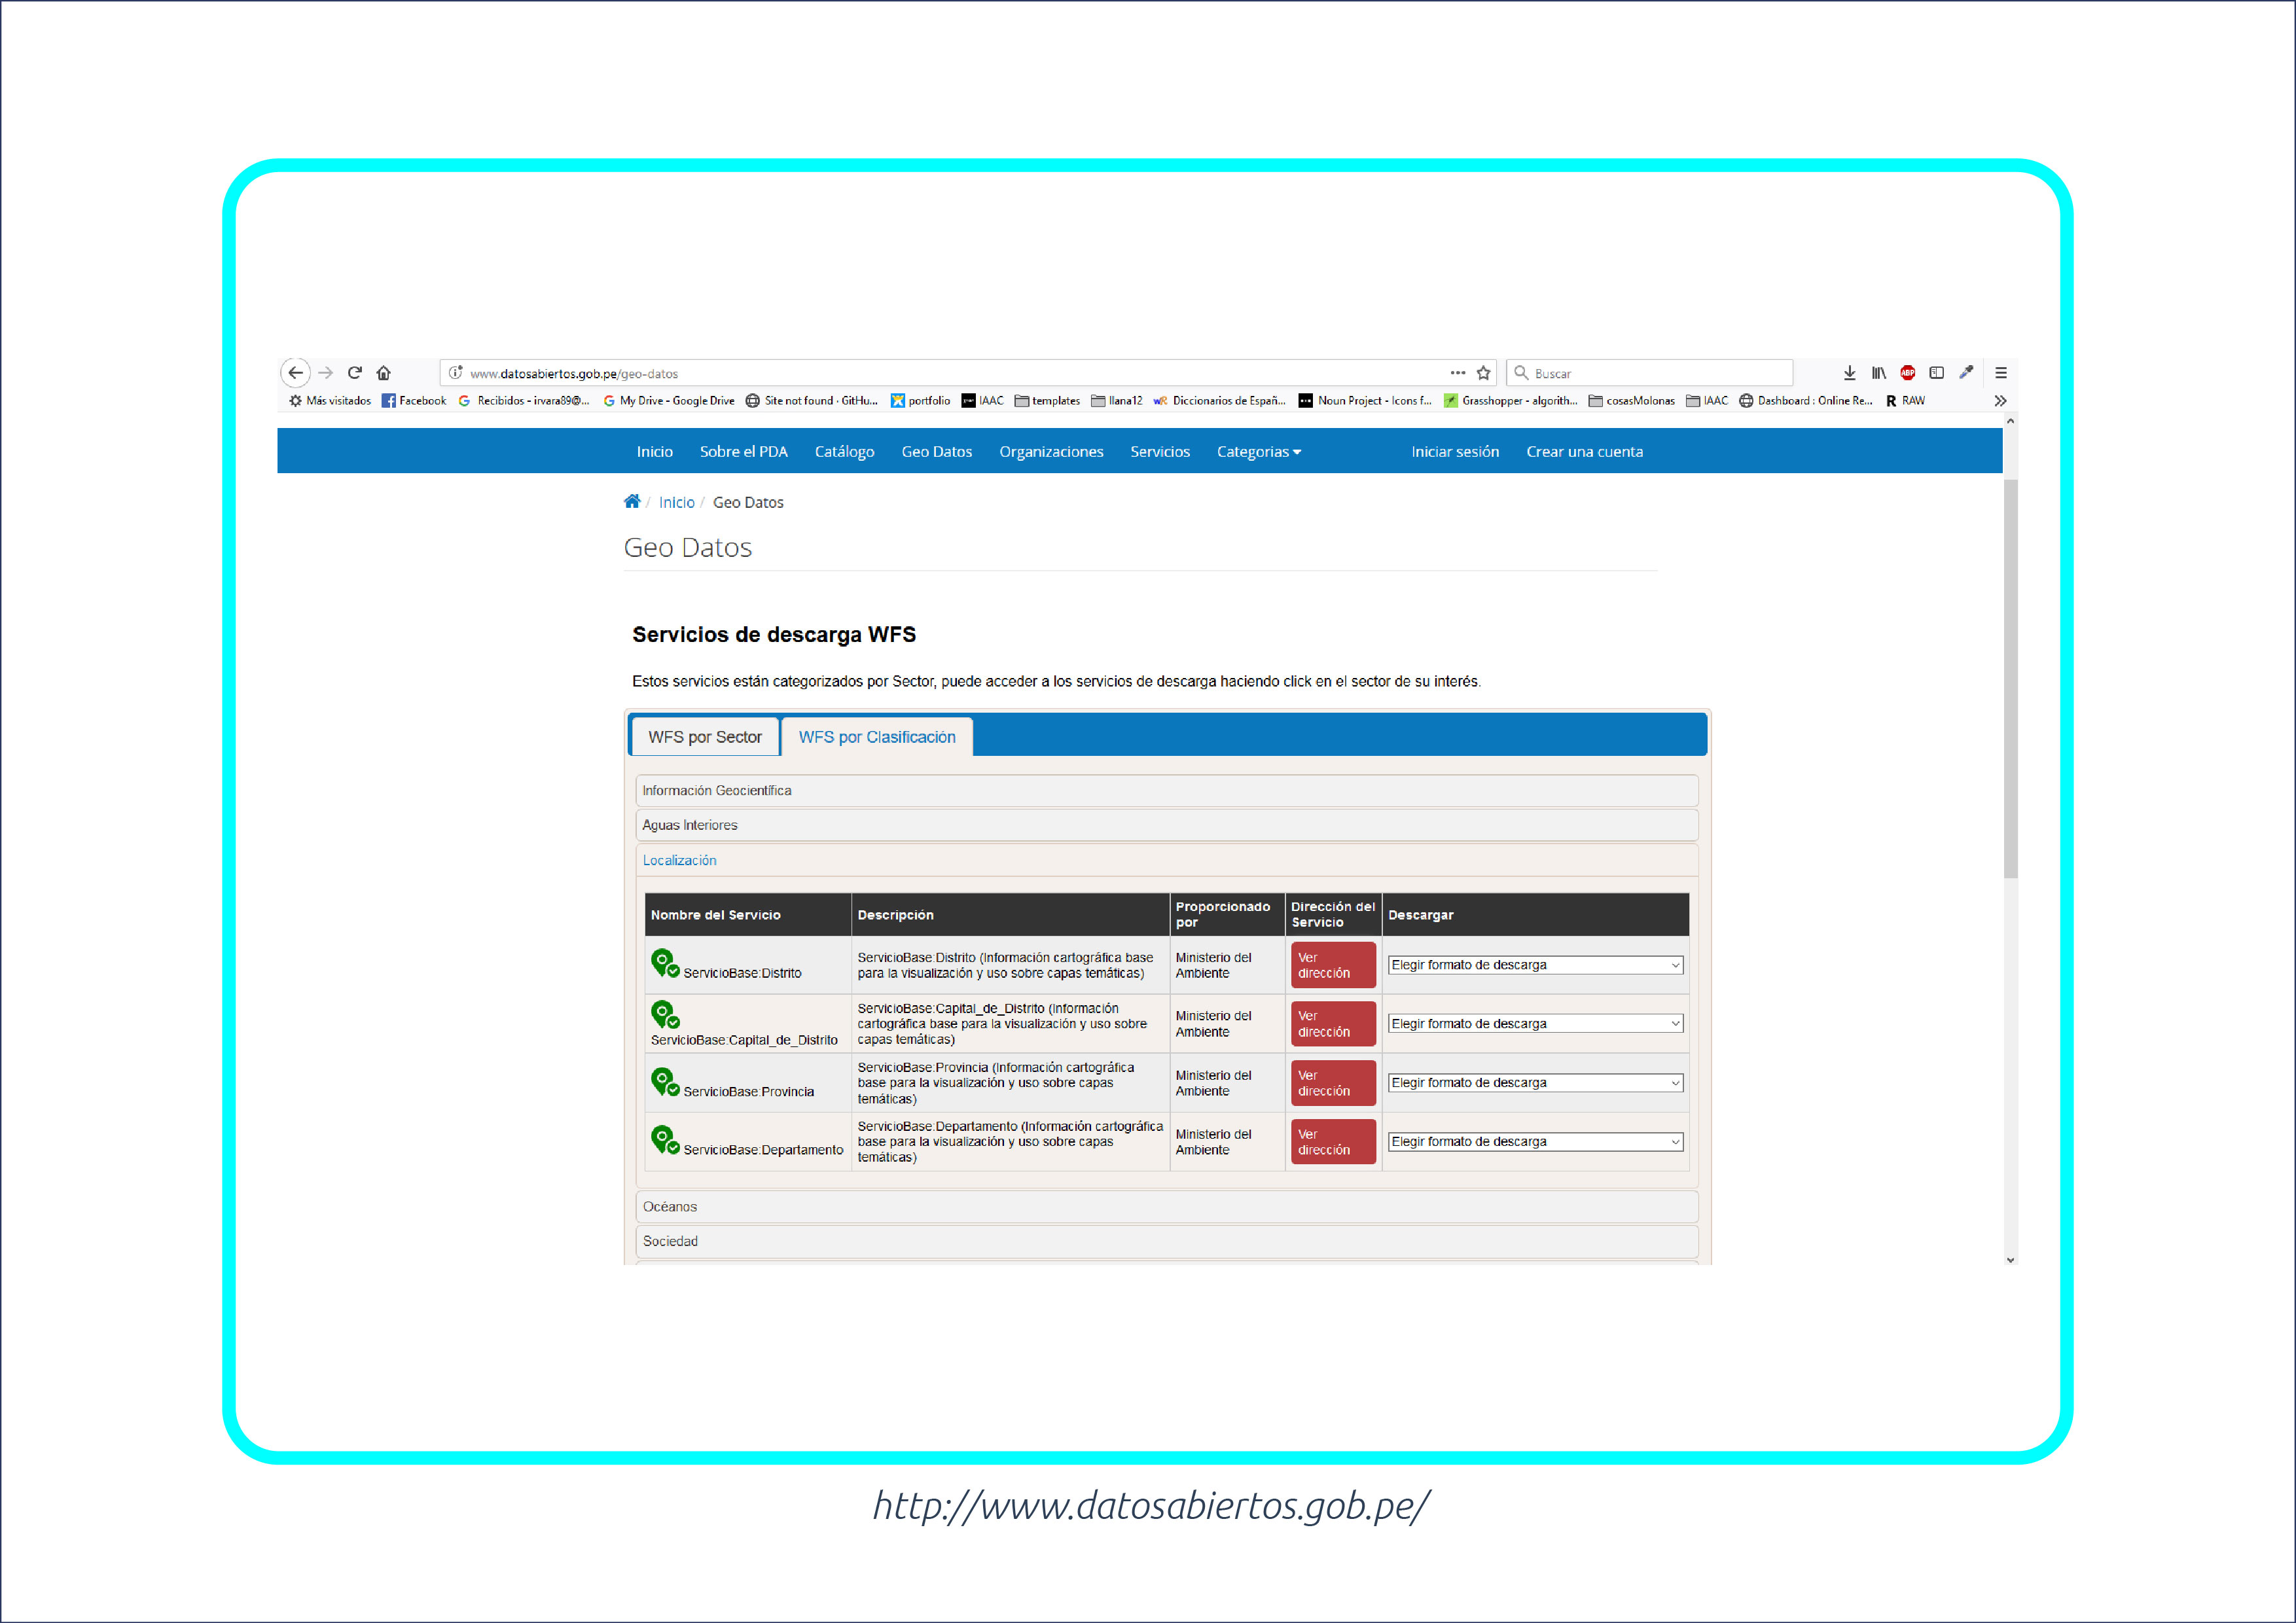 www.datosabiertos.gob.pe/geo-datos
Buscar
Más visitados Facebook Recibidos - irvara89@... My Drive - Google Drive Site not found · GitHu... portfolio IAAC templates llana12 wR Diccionarios de Españ... Noun Project - Icons f... Grasshopper - algorith... cosasMolonas IAAC Dashboard : Online Re... R RAW
Inicio Sobre el PDA Catálogo Geo Datos Organizaciones Servicios Categorias Iniciar sesión Crear una cuenta
/ Inicio / Geo Datos
Geo Datos
Servicios de descarga WFS
Estos servicios están categorizados por Sector, puede acceder a los servicios de descarga haciendo click en el sector de su interés.
WFS por Sector WFS por Clasificación
Información Geocientífica
Aguas Interiores
Localización
Nombre del Servicio Descripción Proporcionado por Dirección del Servicio Descargar
ServicioBase:Distrito
ServicioBase:Distrito (Información cartográfica base
para la visualización y uso sobre capas temáticas)
Ministerio del
Ambiente
Ver
dirección
Elegir formato de descarga
ServicioBase:Capital_de_Distrito
ServicioBase:Capital_de_Distrito (Información
cartográfica base para la visualización y uso sobre
capas temáticas)
Ministerio del
Ambiente
Ver
dirección
Elegir formato de descarga
ServicioBase:Provincia
ServicioBase:Provincia (Información cartográfica
base para la visualización y uso sobre capas
temáticas)
Ministerio del
Ambiente
Ver
dirección
Elegir formato de descarga
ServicioBase:Departamento
ServicioBase:Departamento (Información cartográfica
base para la visualización y uso sobre capas
temáticas)
Ministerio del
Ambiente
Ver
dirección
Elegir formato de descarga
Océanos
Sociedad
http://www.datosabiertos.gob.pe/